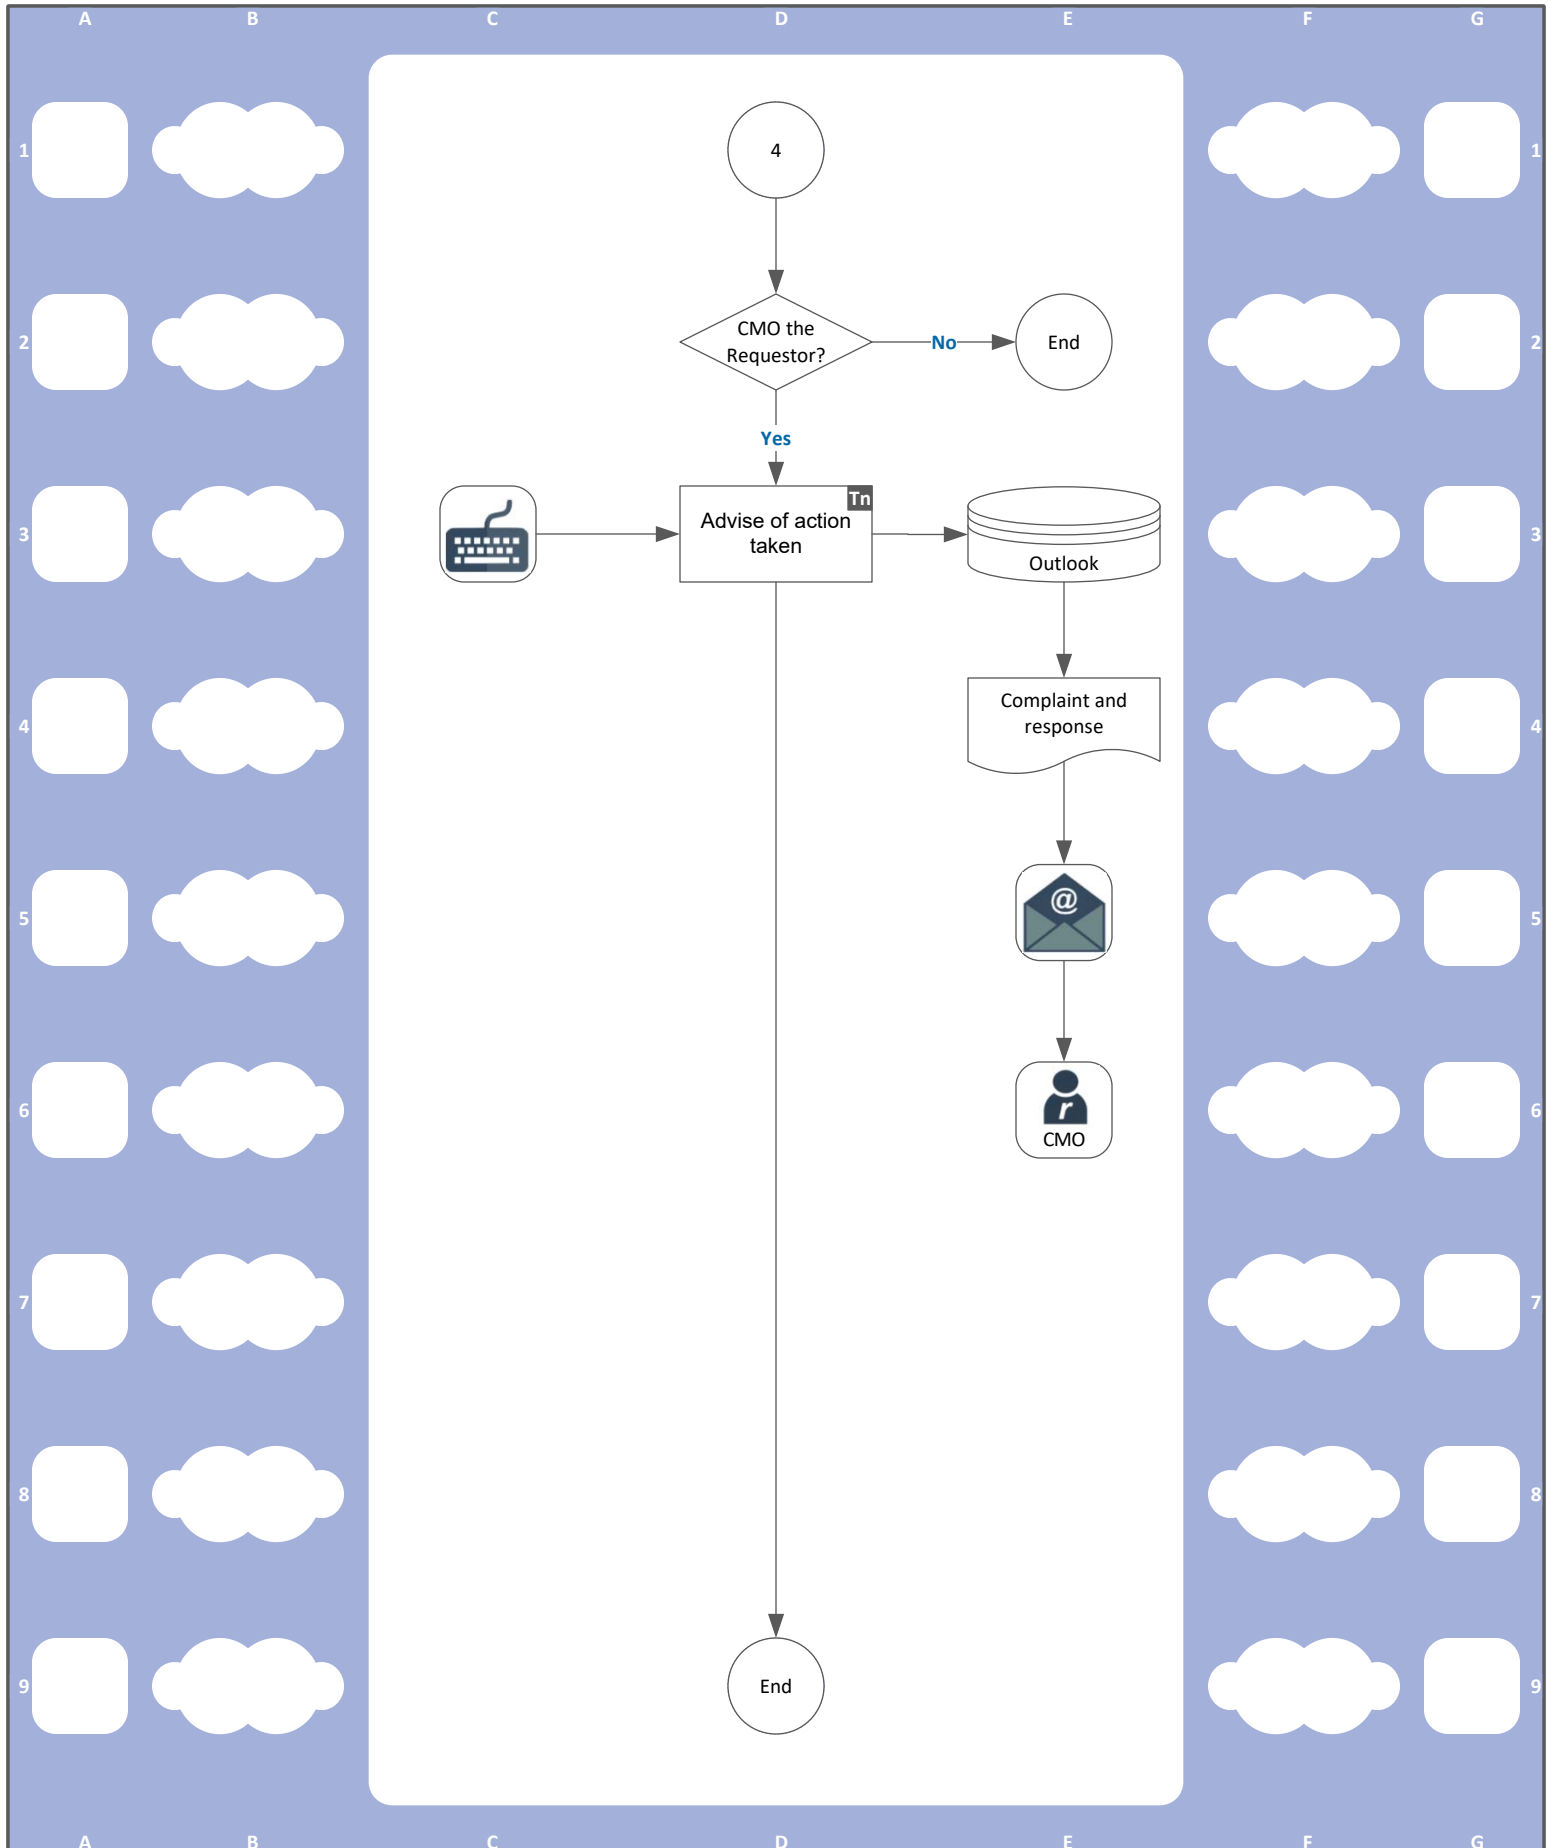 A B C D E F G
1 4 1
CMO the
Requestor?
2 No End 2
Yes
Tn
3 Advise of action 3
taken
Outlook
Complaint and
4 response 4
@
5 5
r
6 6
CMO
7 7
8 8
9 End 9
A B C D E F G